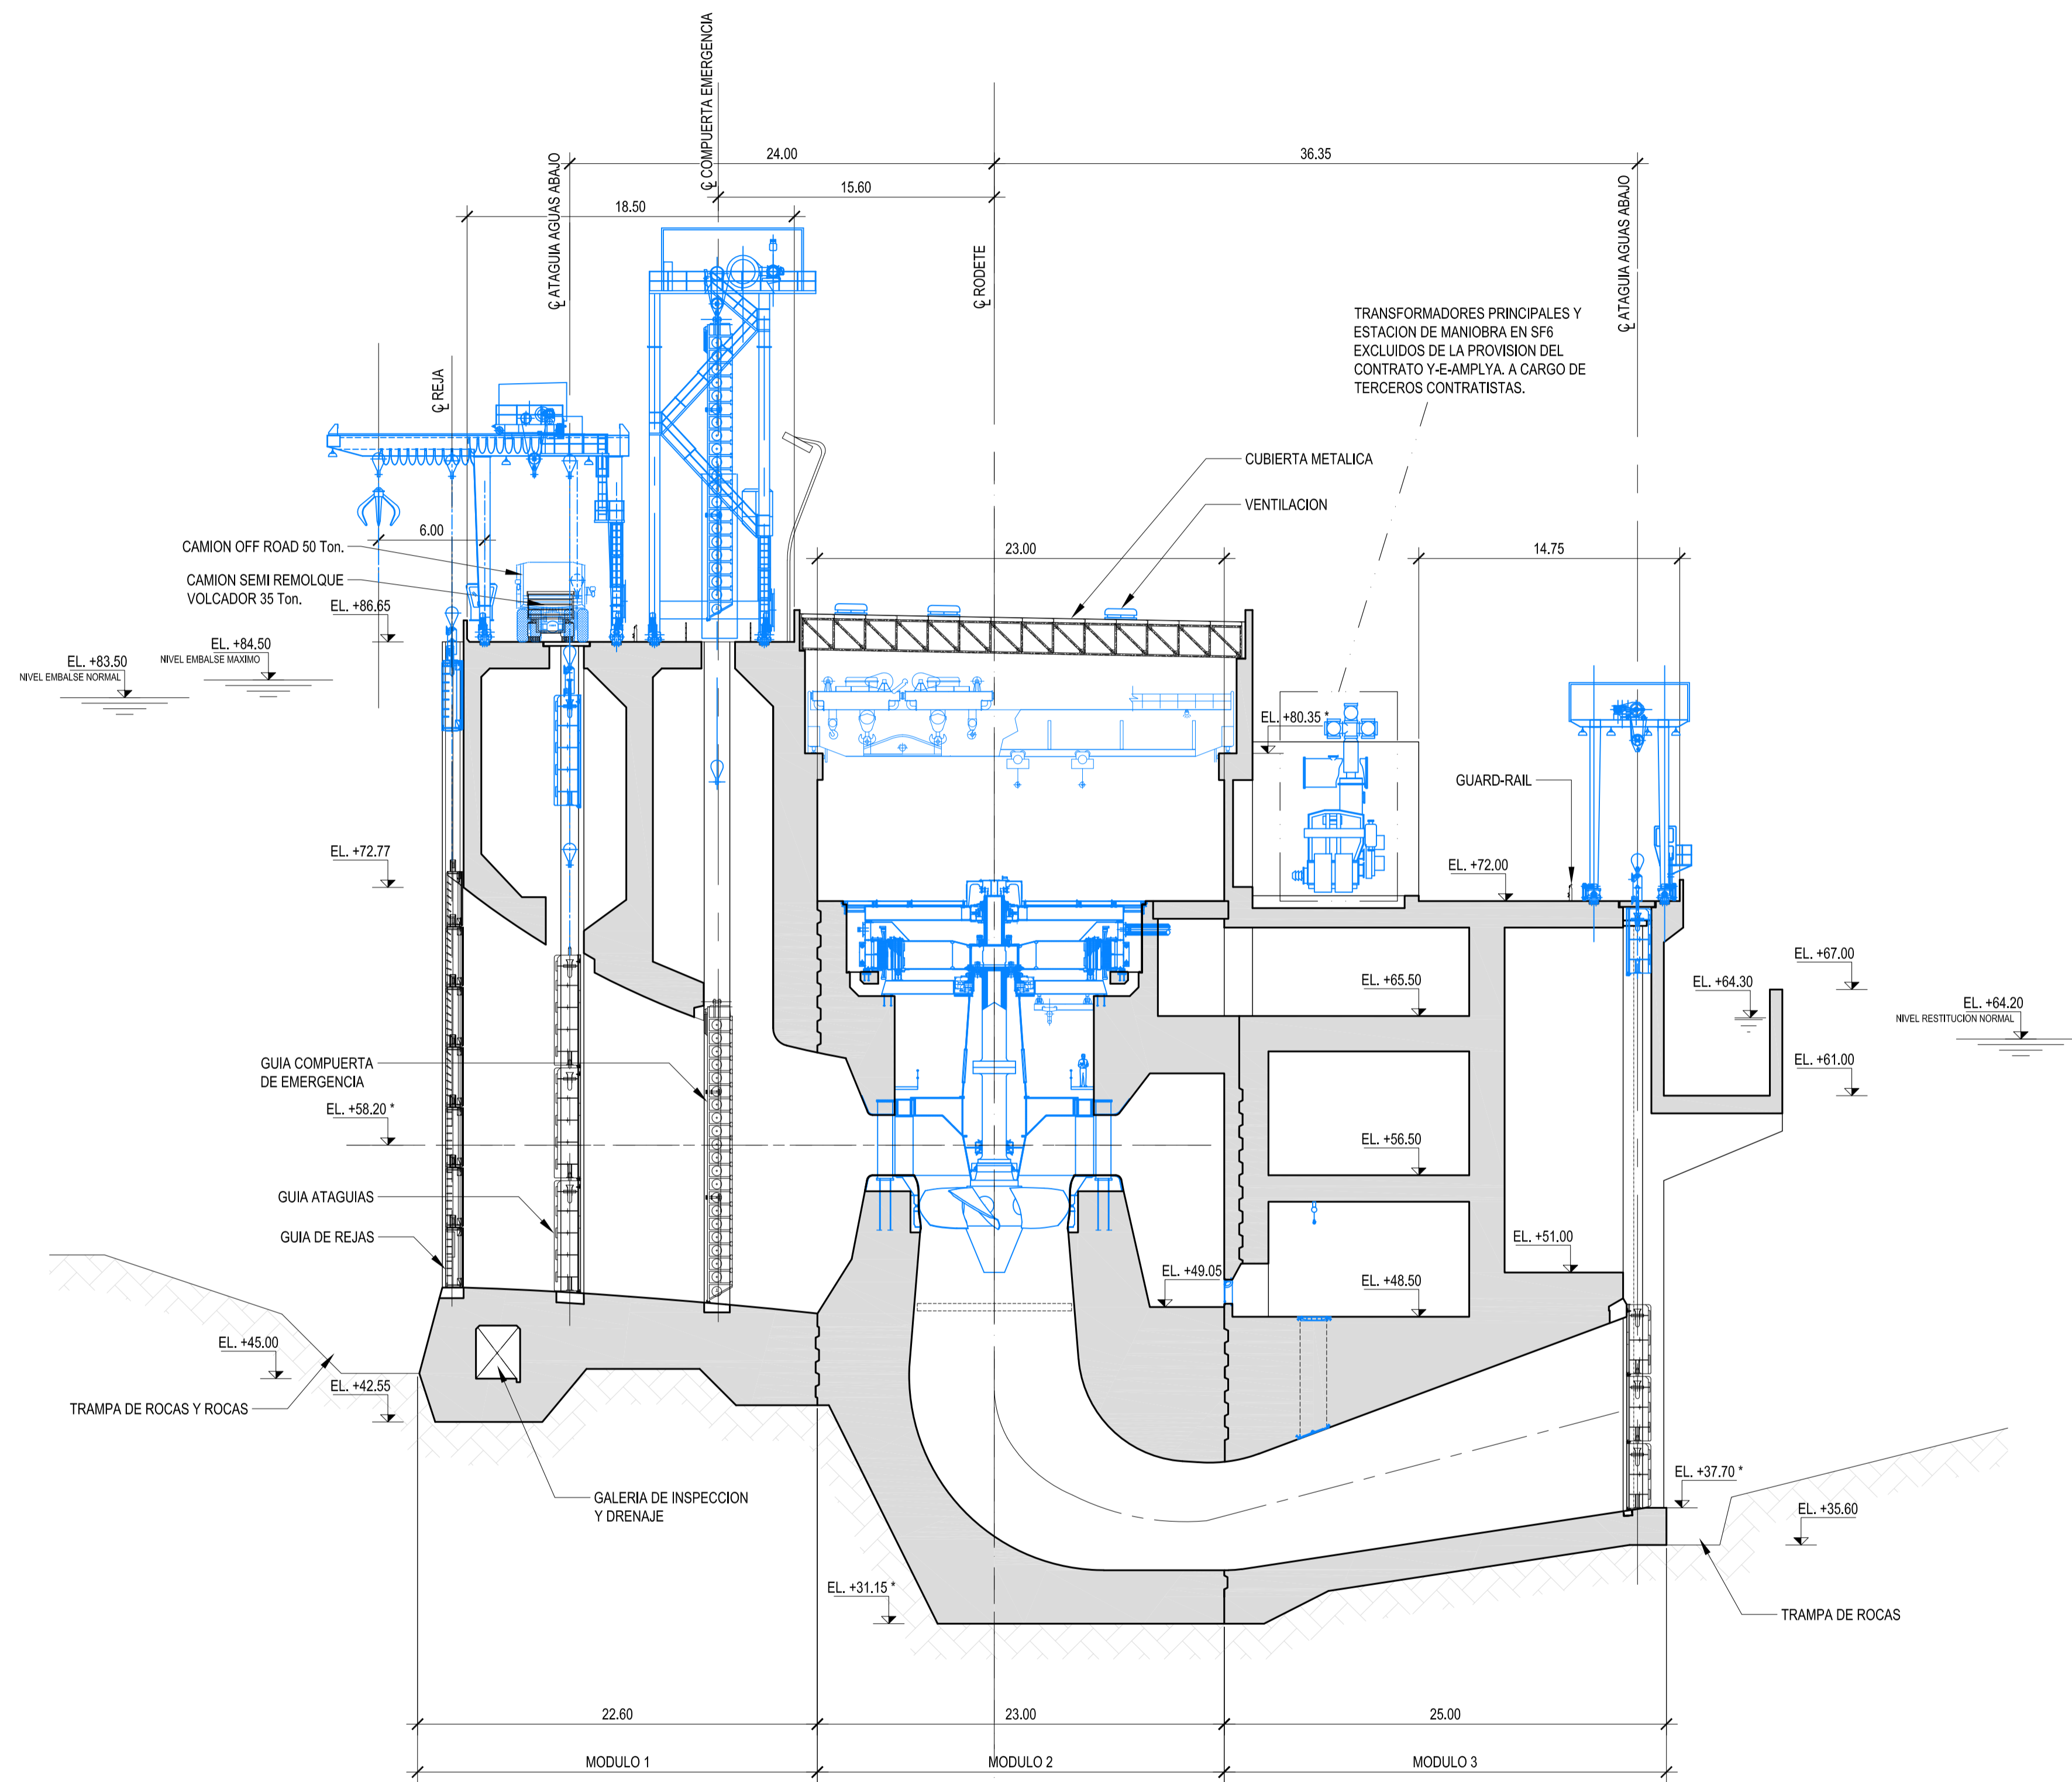 ℄ COMPUERTA EMERGENCIA
℄ ATAGUIA AGUAS ABAJO
24.00
36.35
15.60
18.50
℄ RODETE
℄ ATAGUIA AGUAS ABAJO
℄ REJA
TRANSFORMADORES PRINCIPALES Y
ESTACION DE MANIOBRA EN SF6
EXCLUIDOS DE LA PROVISION DEL
CONTRATO Y-E-AMPLYA. A CARGO DE
TERCEROS CONTRATISTAS.
CUBIERTA METALICA
VENTILACION
6.00
CAMION OFF ROAD 50 Ton.
CAMION SEMI REMOLQUE
VOLCADOR 35 Ton.
23.00
14.75
EL. +86.65
EL. +84.50
NIVEL EMBALSE MAXIMO
EL. +83.50
NIVEL EMBALSE NORMAL
EL. +80.35 *
GUARD-RAIL
EL. +72.77
EL. +72.00
EL. +67.00
EL. +65.50
EL. +64.30
EL. +64.20
NIVEL RESTITUCION NORMAL
GUIA COMPUERTA
DE EMERGENCIA
EL. +61.00
EL. +58.20 *
EL. +56.50
GUIA ATAGUIAS
GUIA DE REJAS
EL. +51.00
EL. +49.05
EL. +48.50
EL. +45.00
EL. +42.55
TRAMPA DE ROCAS Y ROCAS
GALERIA DE INSPECCION
Y DRENAJE
EL. +37.70 *
EL. +35.60
EL. +31.15 *
TRAMPA DE ROCAS
22.60
23.00
25.00
MODULO 1
MODULO 2
MODULO 3